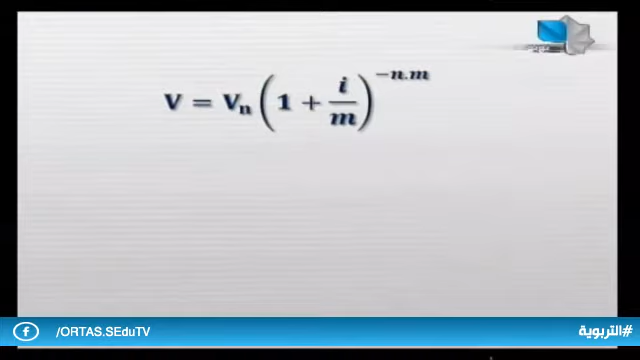 V = Vₙ (1 + i/m)^(−n.m)
/ORTAS.SEduTV
#التربوية